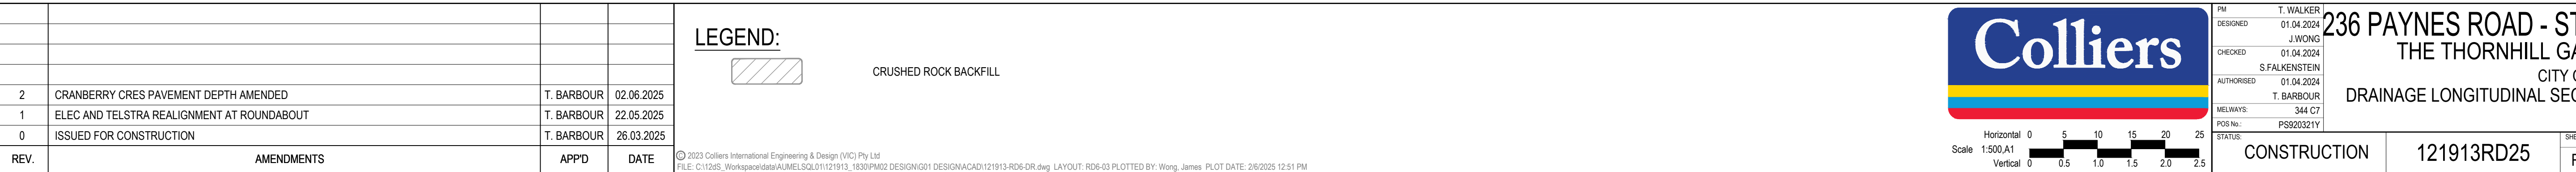 2 CRANBERRY CRES PAVEMENT DEPTH AMENDED T. BARBOUR 02.06.2025
1 ELEC AND TELSTRA REALIGNMENT AT ROUNDABOUT T. BARBOUR 22.05.2025
0 ISSUED FOR CONSTRUCTION T. BARBOUR 26.03.2025
REV. AMENDMENTS APP'D DATE
LEGEND:
CRUSHED ROCK BACKFILL
© 2023 Colliers International Engineering & Design (VIC) Pty Ltd
FILE: C:\12dS_Workspace\data\AUMELSQL01\121913_1830\PM02 DESIGN\G01 DESIGN\ACAD\121913-RD6-DR.dwg LAYOUT: RD6-03 PLOTTED BY: Wong, James PLOT DATE: 2/6/2025 12:51 PM
Colliers
Horizontal 0 5 10 15 20 25
Scale 1:500,A1
Vertical 0 0.5 1.0 1.5 2.0 2.5
PM T. WALKER
DESIGNED 01.04.2024
J.WONG
CHECKED 01.04.2024
S.FALKENSTEIN
AUTHORISED 01.04.2024
T. BARBOUR
MELWAYS: 344 C7
POS No.: PS920321Y
236 PAYNES ROAD - ST
THE THORNHILL GA
CITY
DRAINAGE LONGITUDINAL SEC
STATUS:
CONSTRUCTION 121913RD25
SHE